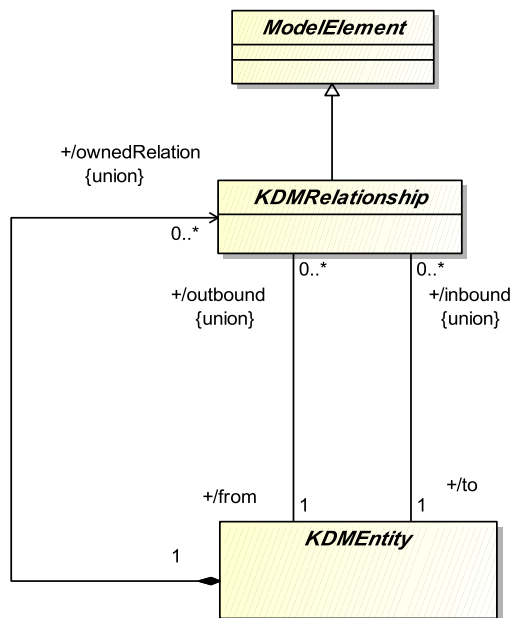 ModelElement
+/ownedRelation
{union}
KDMRelationship
0..*
0..*
0..*
+/outbound
{union}
+/inbound
{union}
+/from
+/to
1
1
KDMEntity
1